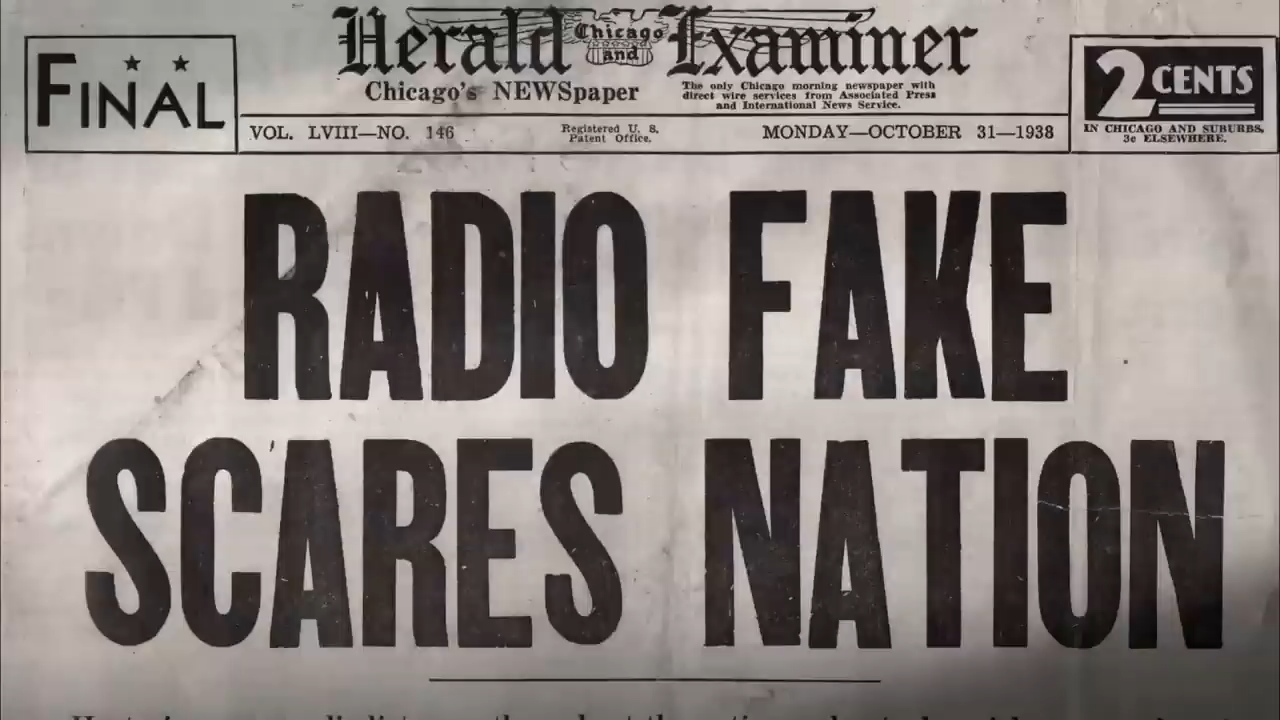 Herald Chicago and Examiner
FINAL
Chicago's NEWSpaper
The only Chicago morning newspaper with
direct wire services from Associated Press
and International News Service.
2 CENTS
IN CHICAGO AND SUBURBS,
3c ELSEWHERE.
VOL. LVIII—NO. 146
Registered U. S.
Patent Office.
MONDAY—OCTOBER 31—1938
RADIO FAKE
SCARES NATION